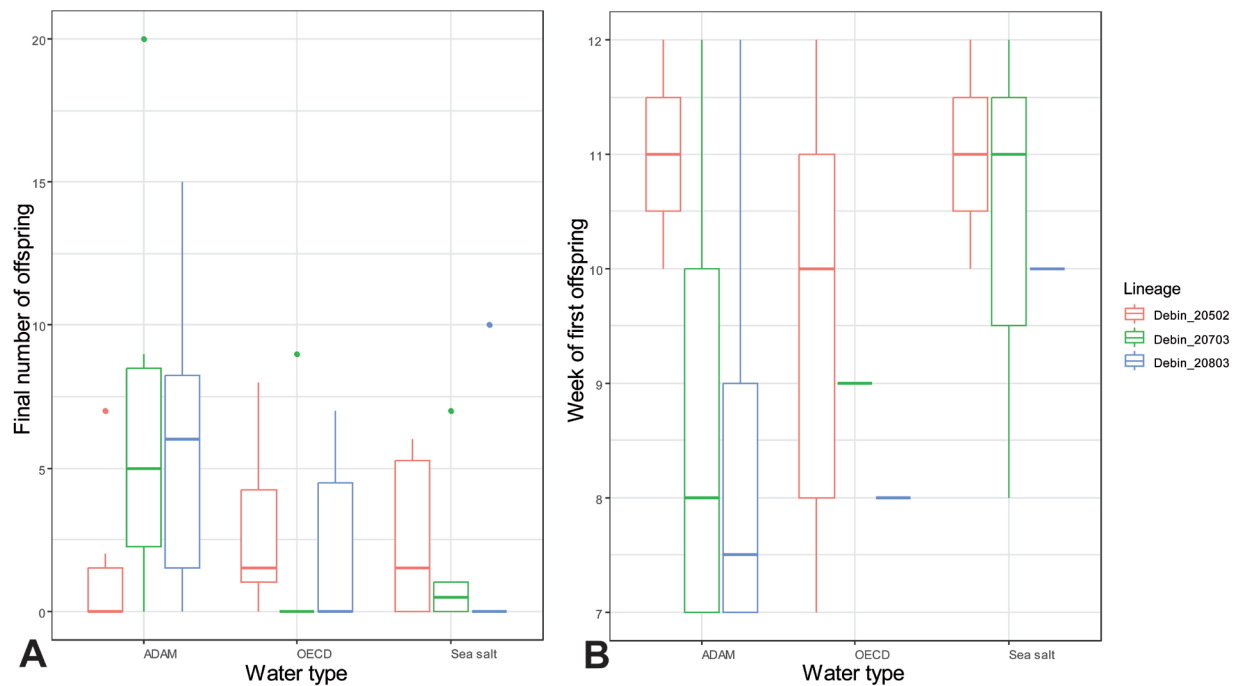 20
15
10
5
0
Final number of offspring
ADAM
OECD
Sea salt
Water type
A
12
11
10
9
8
7
Week of first offspring
ADAM
OECD
Sea salt
Water type
B
Lineage
Debin_20502
Debin_20703
Debin_20803